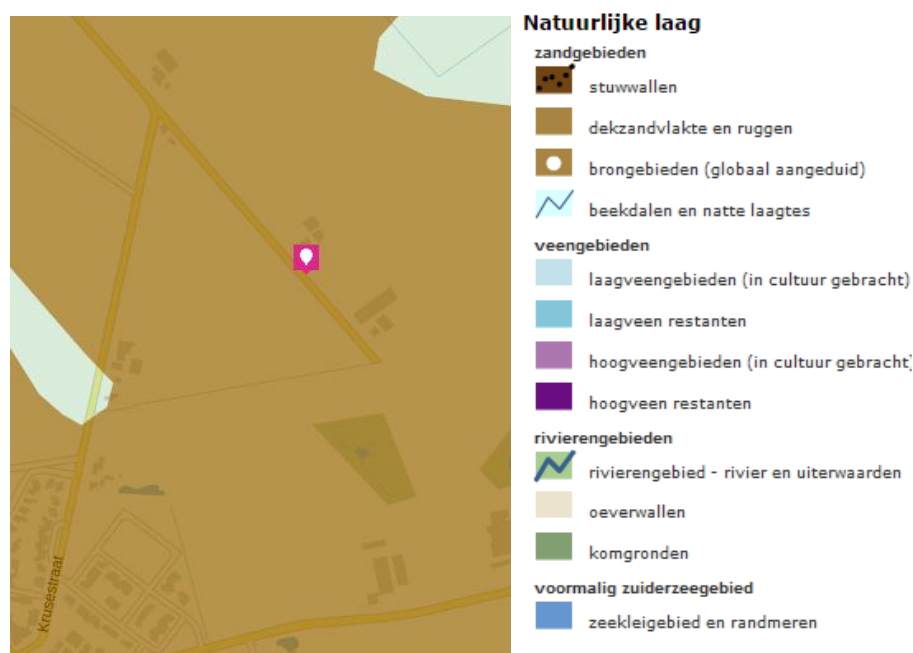 Natuurlijke laag
zandgebieden
stuwwallen
dekzandvlakte en ruggen
brongebieden (globaal aangeduid)
beekdalen en natte laagtes
veengebieden
laagveengebieden (in cultuur gebracht)
laagveen restanten
hoogveengebieden (in cultuur gebracht)
hoogveen restanten
rivierengebieden
rivierengebied - rivier en uiterwaarden
oeverwallen
komgronden
voormalig zuiderzeegebied
zeekleigebied en randmeren
Krusestraat